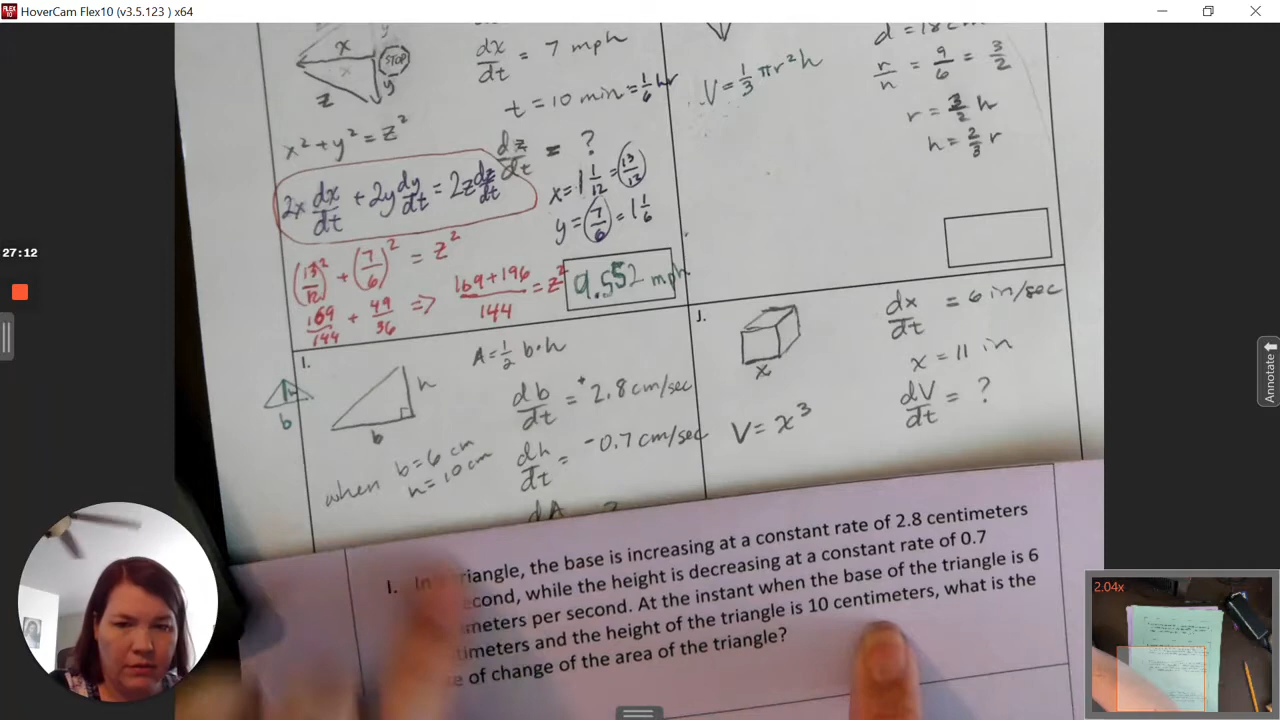 HoverCam Flex10 (v3.5.123 ) x64
27:12
x
y
STOP
x
y
z
dx/dt = 7 mph
t = 10 min = 1/6 hr
x² + y² = z²
dz/dt = ?
2x dx/dt + 2y dy/dt = 2z dz/dt
x = 1 1/12 = 13/12
y = 7/6 = 1 1/6
(13/12)² + (7/6)² = z²
169/144 + 49/36 => 169+196/144 = z²
9.552 mph
V = 1/3 πr²h
d = 18 c
r/h = 9/6 = 3/2
r = 3/2 h
h = 2/3 r
I.
h
b
h
b
A = 1/2 b·h
db/dt = +2.8 cm/sec
dh/dt = -0.7 cm/sec
when b = 6 cm
h = 10 cm
dA
?
J.
x
V = x³
dx/dt = 6 in/sec
x = 11 in
dV/dt = ?
I. In triangle, the base is increasing at a constant rate of 2.8 centimeters
econd, while the height is decreasing at a constant rate of 0.7
meters per second. At the instant when the base of the triangle is 6
timeters and the height of the triangle is 10 centimeters, what is the
e of change of the area of the triangle?
Annotate
2.04x